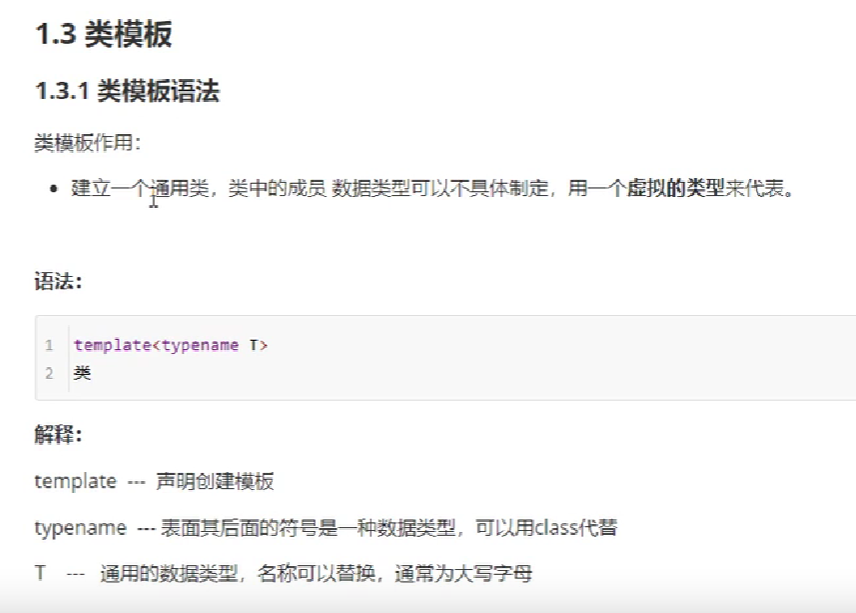 1.3 类模板
1.3.1 类模板语法
类模板作用：
• 建立一个通用类，类中的成员 数据类型可以不具体制定，用一个虚拟的类型来代表。
语法：
1 template<typename T>
2 类
解释：
template --- 声明创建模板
typename --- 表面其后面的符号是一种数据类型，可以用class代替
T --- 通用的数据类型，名称可以替换，通常为大写字母